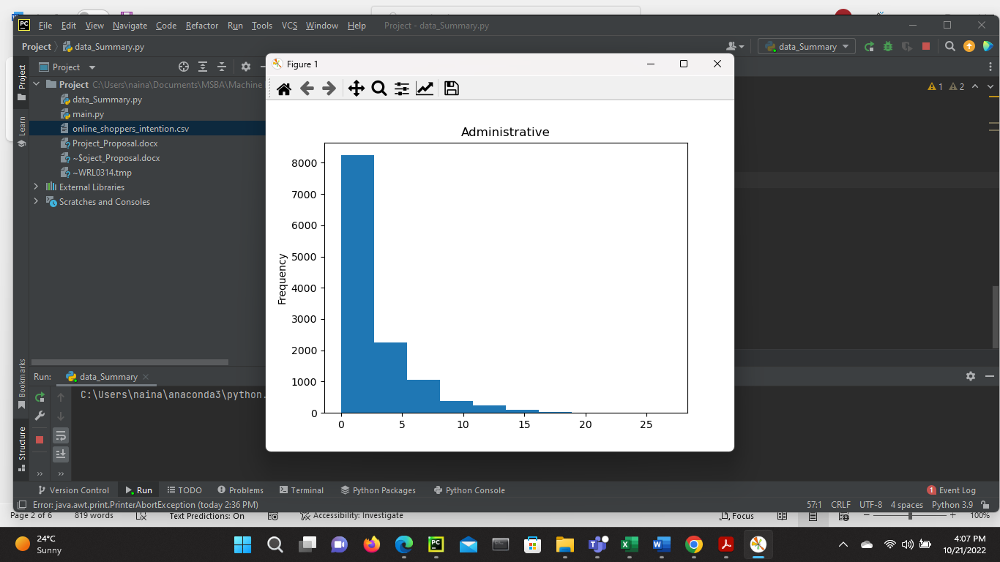 PC File Edit View Navigate Code Refactor Run Tools VCS Window Help Project - data_Summary.py
Project data_Summary.py data_Summary
Project
Project
Learn
Bookmarks
Structure
Project C:\Users\naina\Documents\MSBA\Machine
data_Summary.py
main.py
online_shoppers_intention.csv
Project_Proposal.docx
~$oject_Proposal.docx
~WRL0314.tmp
External Libraries
Scratches and Consoles
1 2
Figure 1
Administrative
Frequency
8000
7000
6000
5000
4000
3000
2000
1000
0
0 5 10 15 20 25
Run: data_Summary
C:\Users\naina\anaconda3\python.
Version Control Run TODO Problems Terminal Python Packages Python Console 1 Event Log
Error: java.awt.print.PrinterAbortException (today 2:36 PM) 57:1 CRLF UTF-8 4 spaces Python 3.9
Page 2 of 6 819 words Text Predictions: On Accessibility: Investigate Focus 100%
24°C
Sunny
4:07 PM
10/21/2022